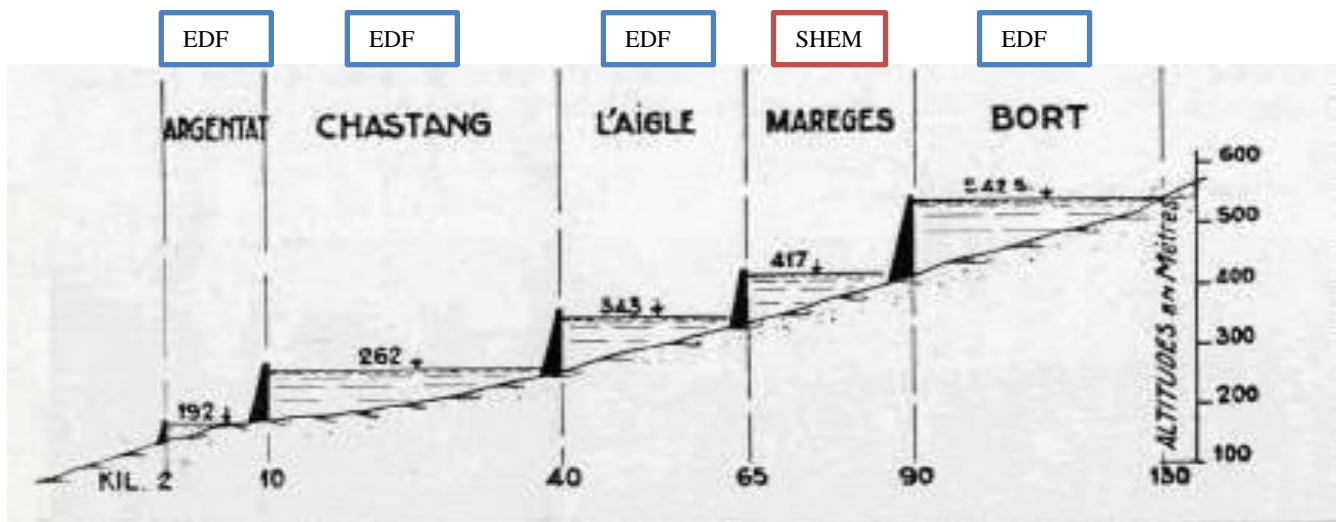 EDF EDF EDF SHEM EDF
ARGENTAT CHASTANG L'AIGLE MAREGES BORT
600
542 5
500
417
400
343
300
262
200
192
100
ALTITUDES en Mètres
KIL. 2 10 40 65 90 130